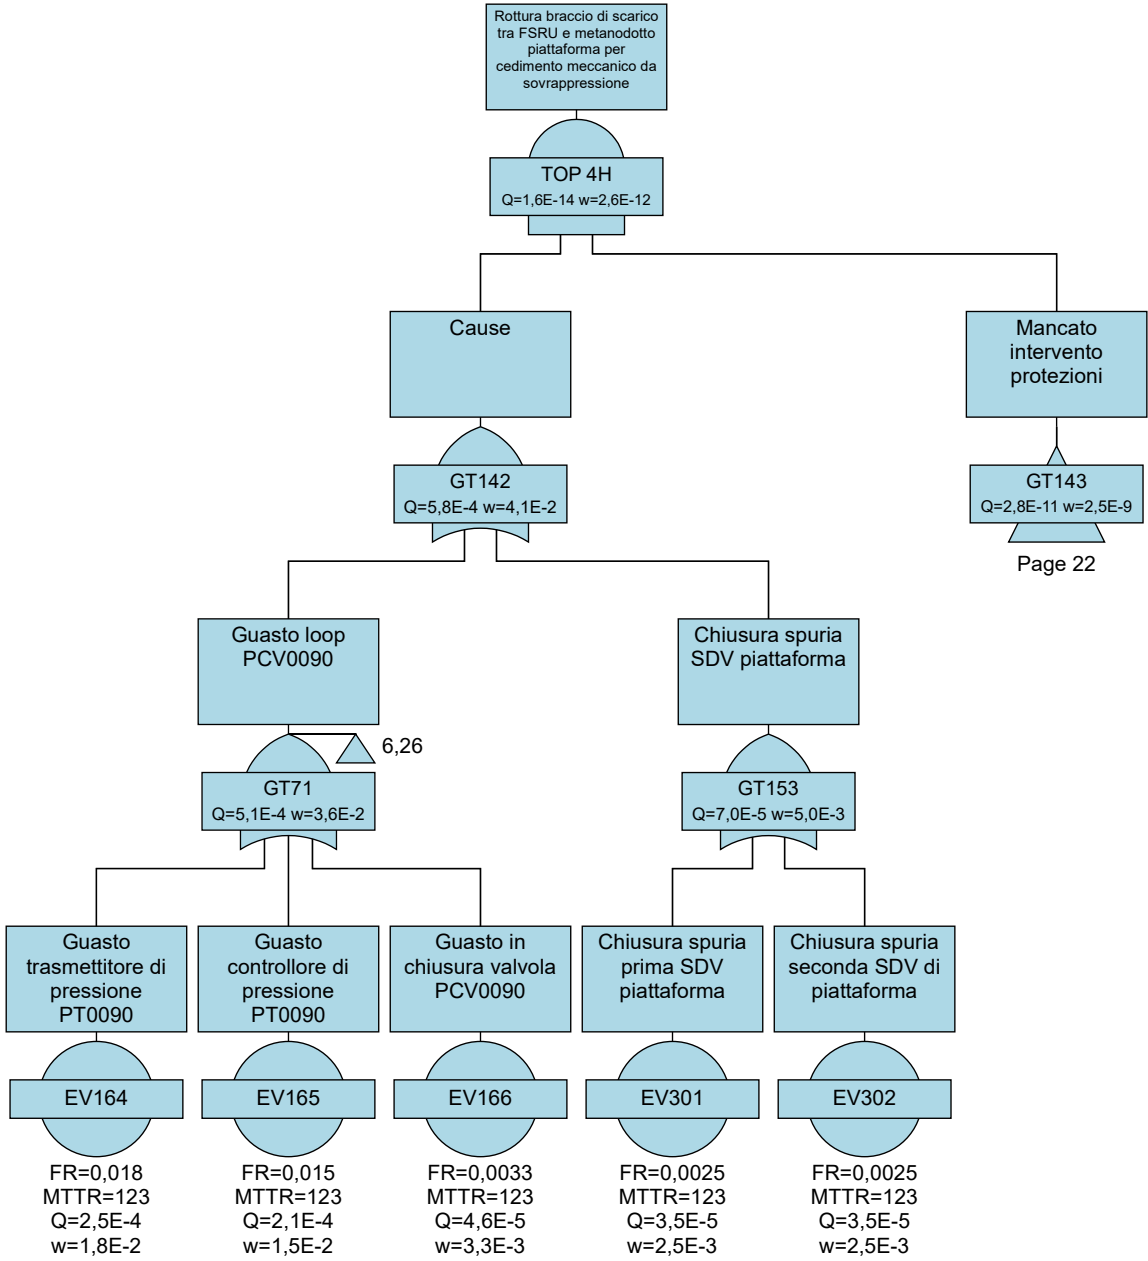 Rottura braccio di scarico
tra FSRU e metanodotto
piattaforma per
cedimento meccanico da
sovrappressione
TOP 4H
Q=1,6E-14 w=2,6E-12
Cause
GT142
Q=5,8E-4 w=4,1E-2
Mancato
intervento
protezioni
GT143
Q=2,8E-11 w=2,5E-9
Page 22
Guasto loop
PCV0090
6,26
GT71
Q=5,1E-4 w=3,6E-2
Chiusura spuria
SDV piattaforma
GT153
Q=7,0E-5 w=5,0E-3
Guasto
trasmettitore di
pressione
PT0090
EV164
FR=0,018
MTTR=123
Q=2,5E-4
w=1,8E-2
Guasto
controllore di
pressione
PT0090
EV165
FR=0,015
MTTR=123
Q=2,1E-4
w=1,5E-2
Guasto in
chiusura valvola
PCV0090
EV166
FR=0,0033
MTTR=123
Q=4,6E-5
w=3,3E-3
Chiusura spuria
prima SDV
piattaforma
EV301
FR=0,0025
MTTR=123
Q=3,5E-5
w=2,5E-3
Chiusura spuria
seconda SDV di
piattaforma
EV302
FR=0,0025
MTTR=123
Q=3,5E-5
w=2,5E-3